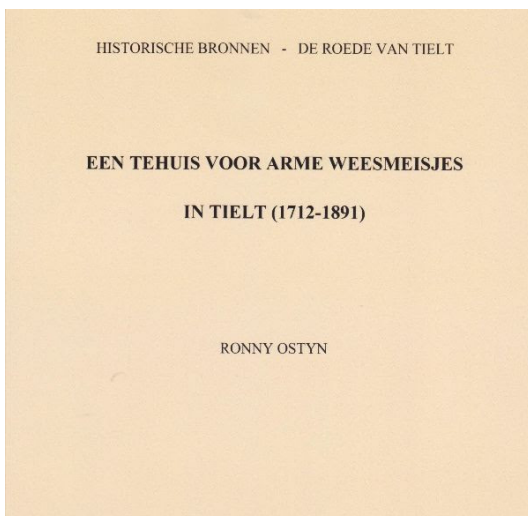 HISTORISCHE BRONNEN - DE ROEDE VAN TIELT
EEN TEHUIS VOOR ARME WEESMEISJES
IN TIELT (1712-1891)
RONNY OSTYN